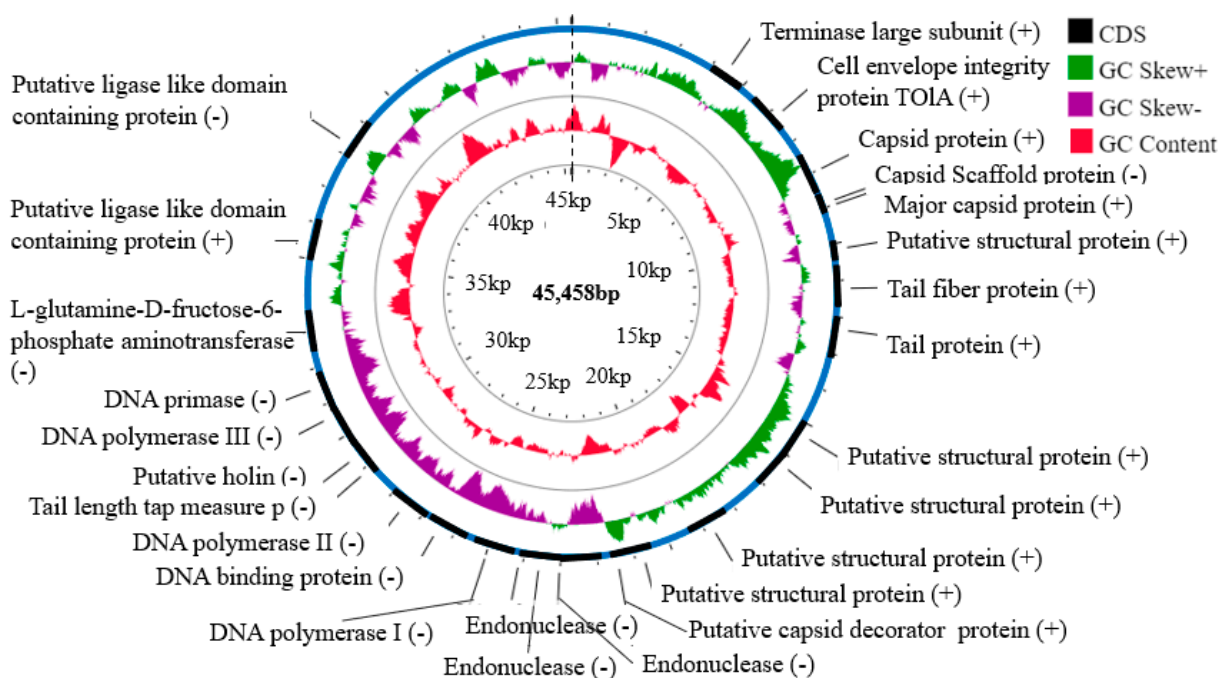 Terminase large subunit (+)
Cell envelope integrity
protein TOlA (+)
Capsid protein (+)
Capsid Scaffold protein (-)
Major capsid protein (+)
Putative structural protein (+)
Tail fiber protein (+)
Tail protein (+)
Putative structural protein (+)
Putative structural protein (+)
Putative structural protein (+)
Putative structural protein (+)
Putative capsid decorator protein (+)
Endonuclease (-)
Endonuclease (-)
Endonuclease (-)
DNA polymerase I (-)
DNA binding protein (-)
DNA polymerase II (-)
Tail length tap measure p (-)
Putative holin (-)
DNA polymerase III (-)
DNA primase (-)
L-glutamine-D-fructose-6-
phosphate aminotransferase
(-)
Putative ligase like domain
containing protein (+)
Putative ligase like domain
containing protein (-)
CDS
GC Skew+
GC Skew-
GC Content
45kp
5kp
10kp
15kp
20kp
25kp
30kp
35kp
40kp
45,458bp